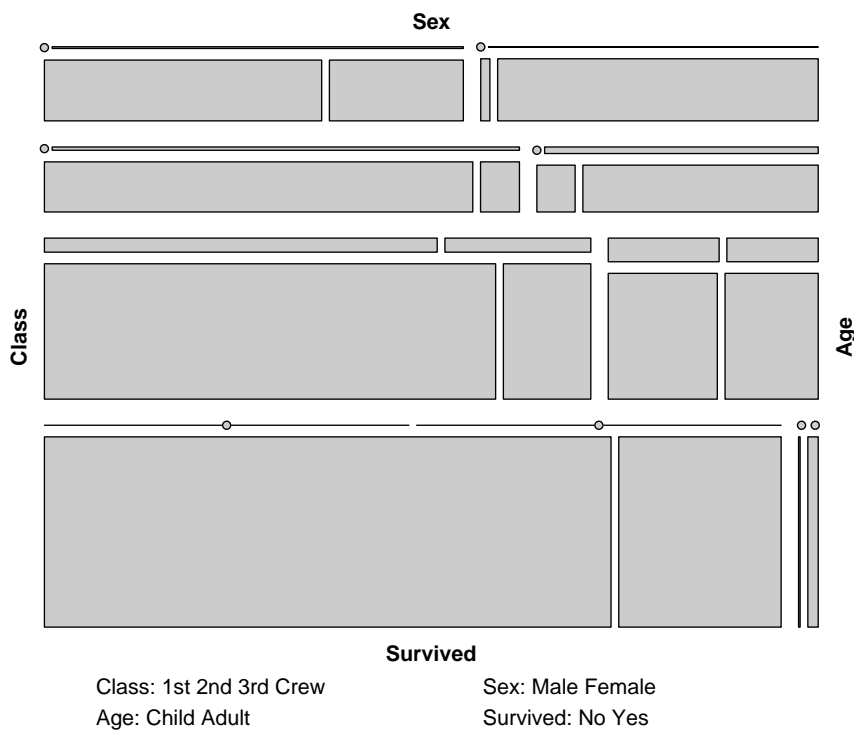 Sex
Class
Age
Survived
Class: 1st 2nd 3rd Crew
Sex: Male Female
Age: Child Adult
Survived: No Yes